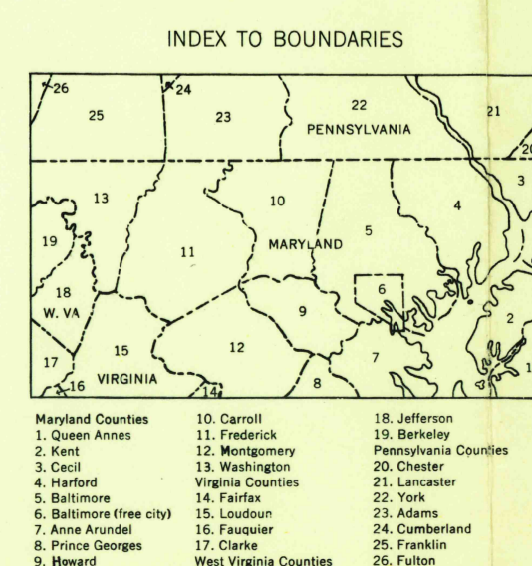 INDEX TO BOUNDARIES
26
24
25
23
22
21
PENNSYLVANIA
20
13
10
3
4
19
11
MARYLAND
5
18
6
W. VA
9
2
15
12
17
7
VIRGINIA
16
14
8
1
Maryland Counties
1. Queen Annes
2. Kent
3. Cecil
4. Harford
5. Baltimore
6. Baltimore (free city)
7. Anne Arundel
8. Prince Georges
9. Howard
10. Carroll
11. Frederick
12. Montgomery
13. Washington
Virginia Counties
14. Fairfax
15. Loudoun
16. Fauquier
17. Clarke
West Virginia Counties
18. Jefferson
19. Berkeley
Pennsylvania Counties
20. Chester
21. Lancaster
22. York
23. Adams
24. Cumberland
25. Franklin
26. Fulton